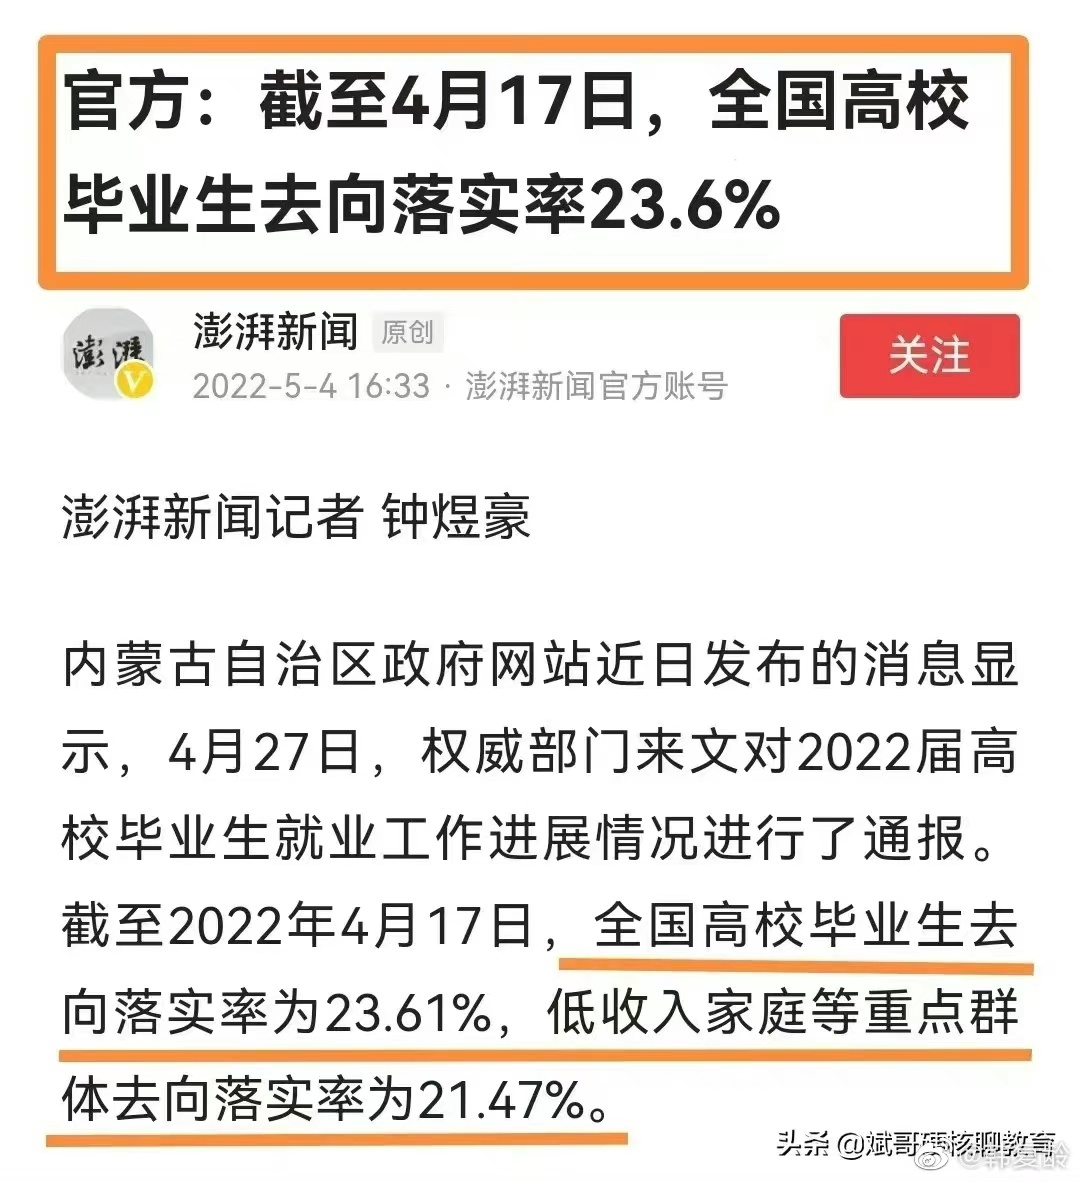 官方：截至4月17日，全国高校
毕业生去向落实率23.6%
澎湃
V
澎湃新闻 原创
2022-5-4 16:33 · 澎湃新闻官方账号
关注
澎湃新闻记者 钟煜豪
内蒙古自治区政府网站近日发布的消息显
示，4月27日，权威部门来文对2022届高
校毕业生就业工作进展情况进行了通报。
截至2022年4月17日，全国高校毕业生去
向落实率为23.61%，低收入家庭等重点群
体去向落实率为21.47%。
头条 @斌哥硬核聊教育
@韩复龄